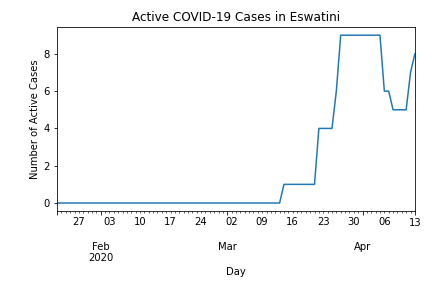 Active COVID-19 Cases in Eswatini
Number of Active Cases
8
6
4
2
0
27 03 10 17 24 02 09 16 23 30 06 13
Feb Mar Apr
2020
Day